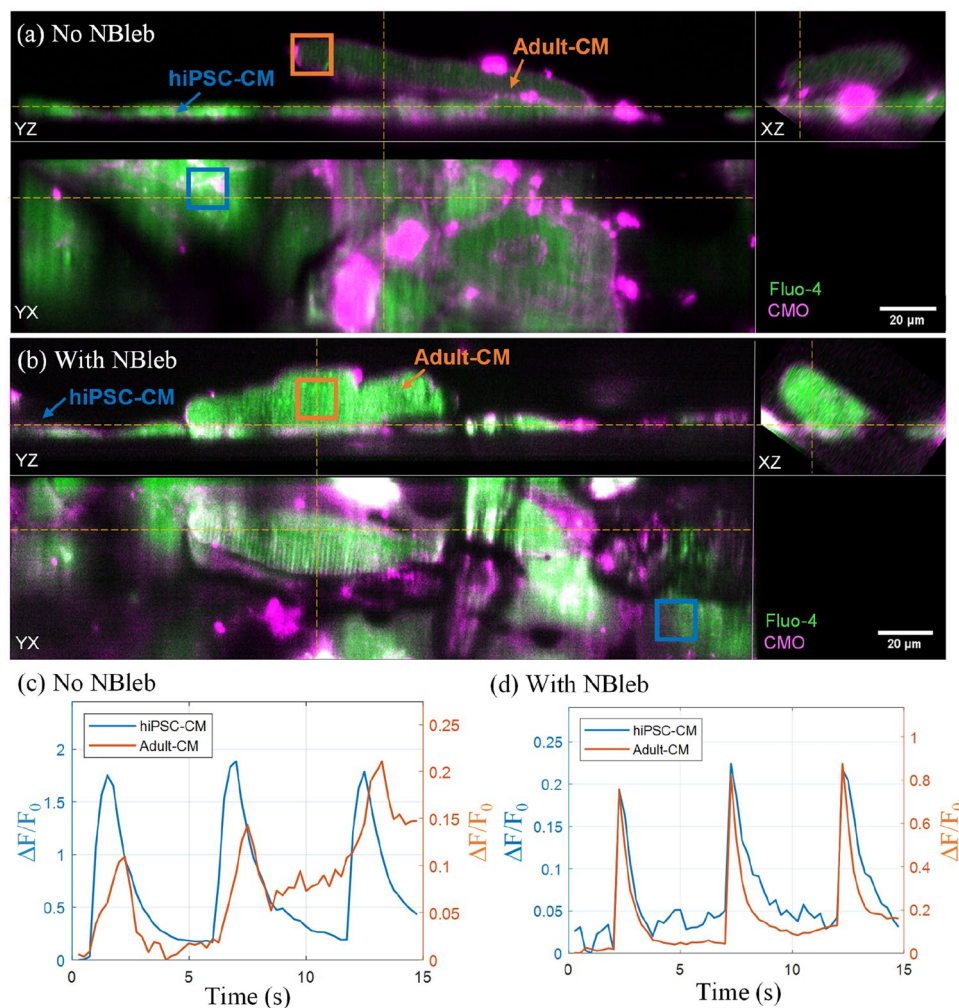 (a) No NBleb
Adult-CM
hiPSC-CM
YZ
XZ
YX
Fluo-4
CMO
20 µm
(b) With NBleb
Adult-CM
hiPSC-CM
YZ
XZ
YX
Fluo-4
CMO
20 µm
(c) No NBleb
hiPSC-CM
Adult-CM
ΔF/F₀
2
1.5
1
0.5
0
0.25
0.2
0.15
0.1
0.05
0
ΔF/F₀
0 5 10 15
Time (s)
(d) With NBleb
hiPSC-CM
Adult-CM
ΔF/F₀
0.25
0.2
0.15
0.1
0.05
0
1
0.8
0.6
0.4
0.2
0
ΔF/F₀
0 5 10 15
Time (s)